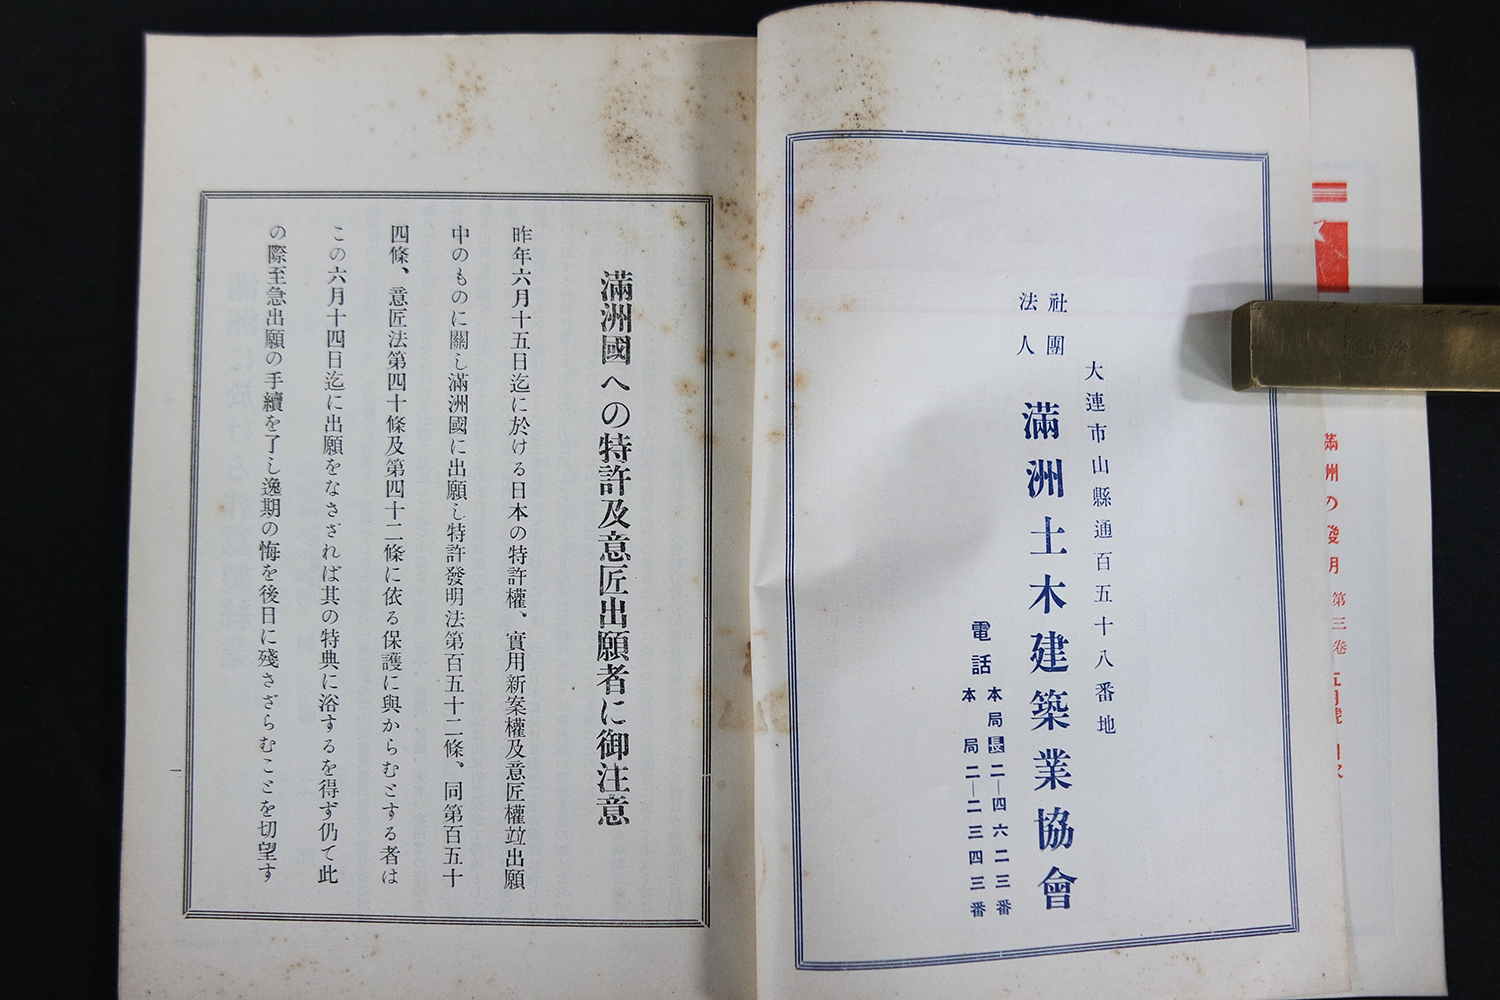 滿洲の發明 第三卷 五月號 目次
大連市山縣通百五十八番地
社團
法人
滿洲土木建築業協會
電話
本局長二―四六二三番
本局二―二三四三番
滿洲國への特許及意匠出願者に御注意
昨年六月十五日迄に於ける日本の特許權、實用新案權及意匠權竝出願
中のものに關し滿洲國に出願し特許發明法第百五十二條、同第百五十
四條、意匠法第四十條及第四十二條に依る保護に與からむとする者は
この六月十四日迄に出願をなさざれば其の特典に浴するを得ず仍て此
の際至急出願の手續を了し逸期の悔を後日に殘さざらむことを切望す
一